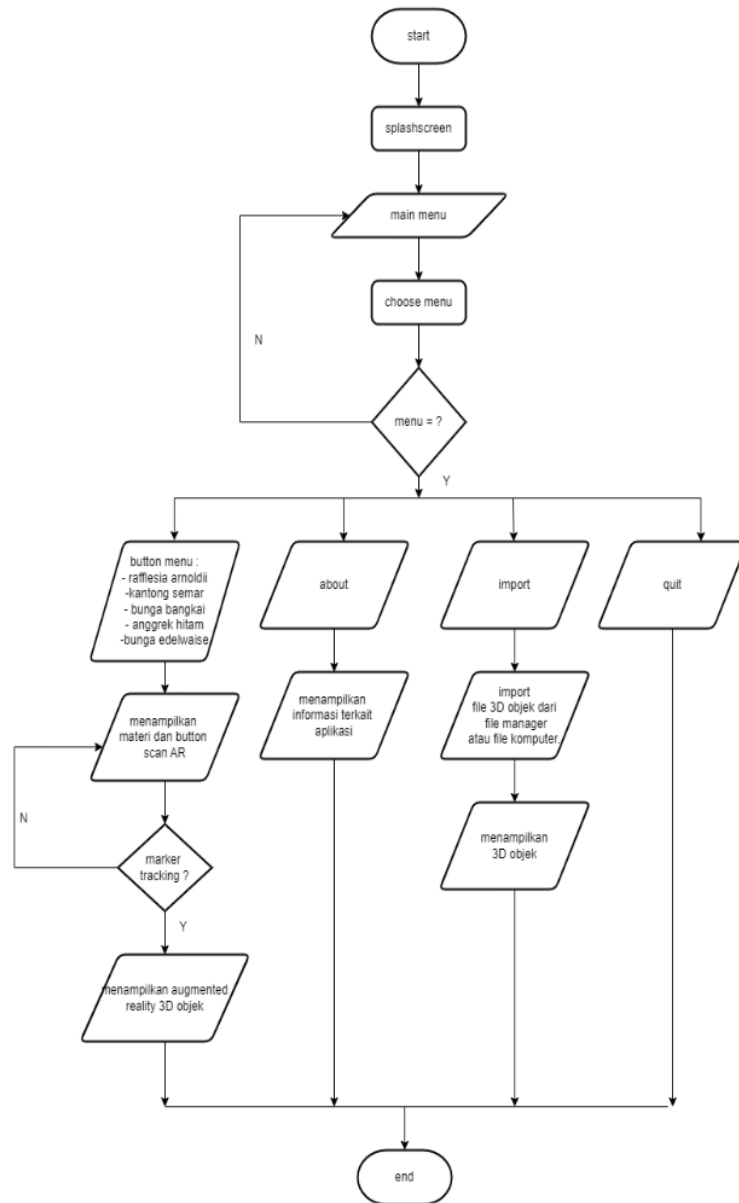 start
splashscreen
main menu
choose menu
N
menu = ?
Y
button menu :
- rafflesia arnoldii
-kantong semar
- bunga bangkai
- anggrek hitam
-bunga edelwaise
about
import
quit
menampilkan
materi dan button
scan AR
menampilkan
informasi terkait
aplikasi
import
file 3D objek dari
file manager
atau file komputer.
N
marker
tracking ?
Y
menampilkan
3D objek
menampilkan augmented
reality 3D objek
end